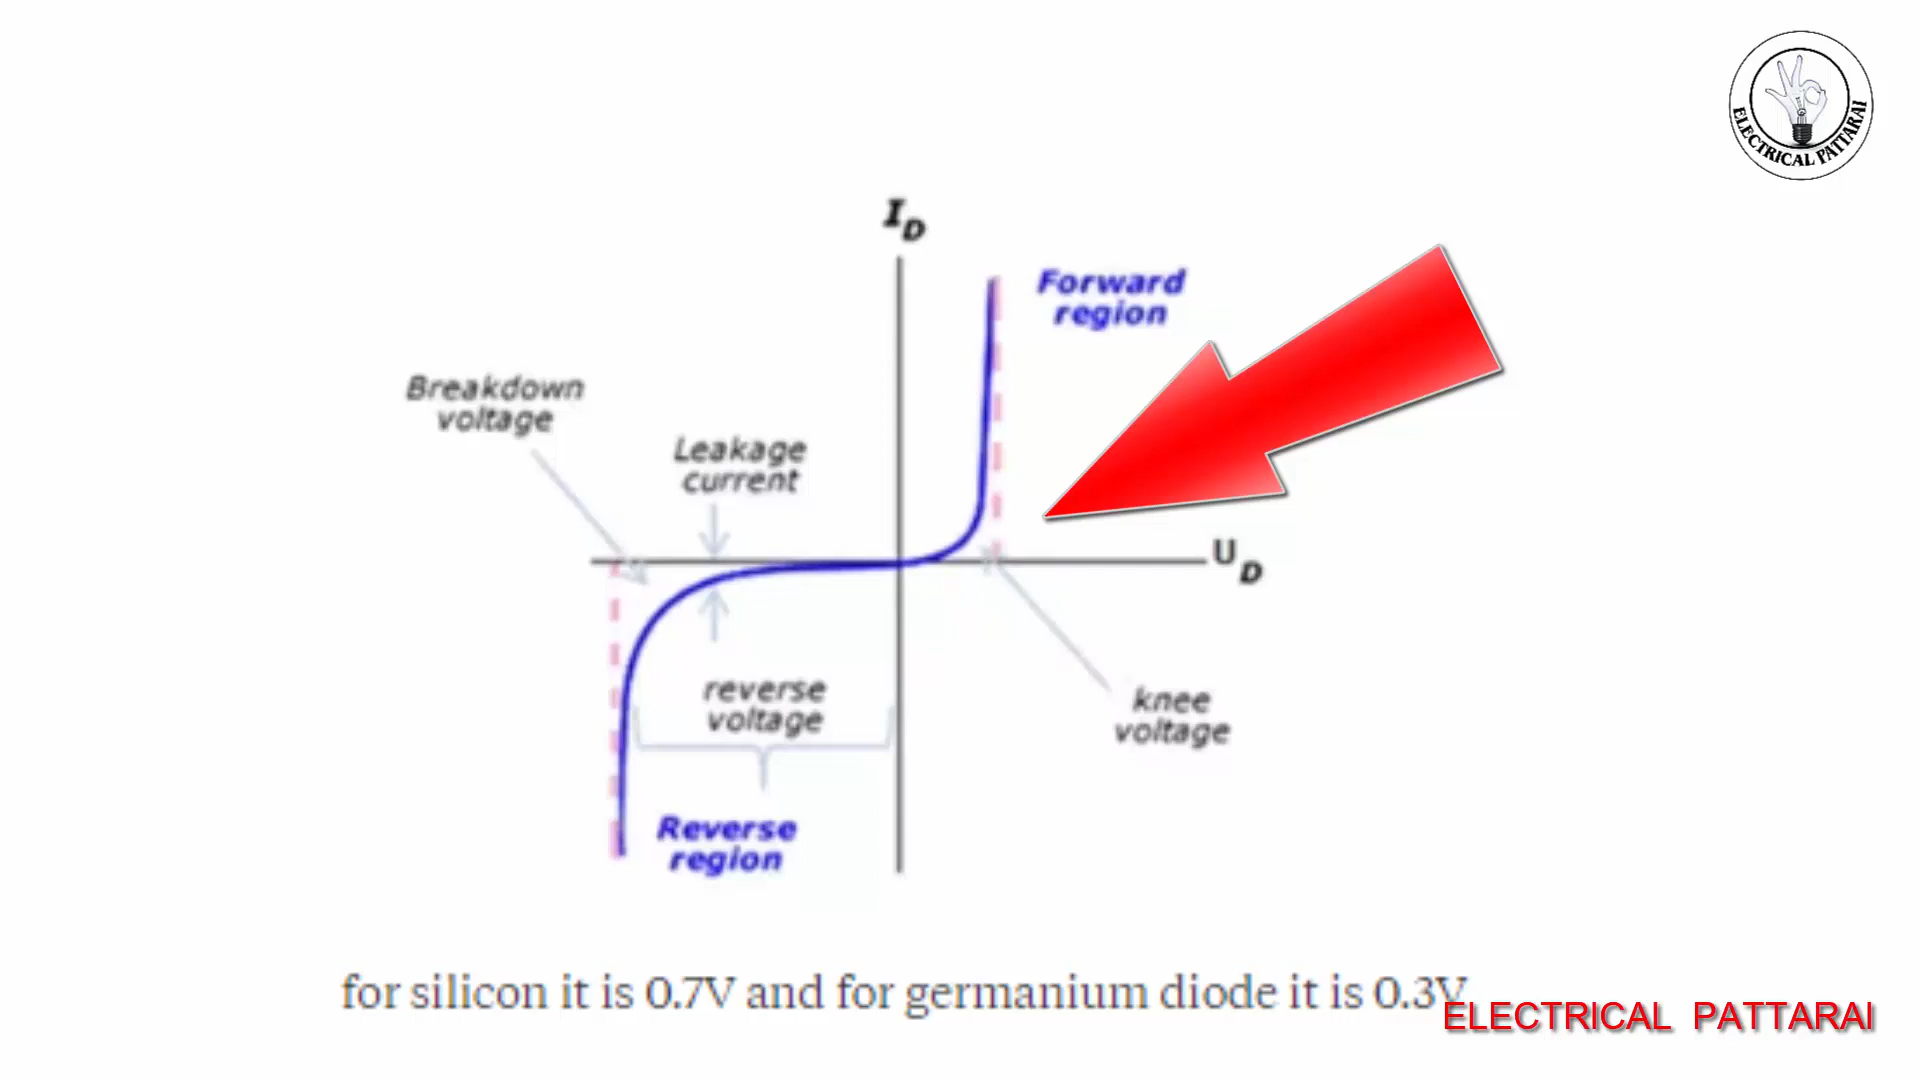 ELECTRICAL PATTARAI
I_D
Forward
region
Breakdown
voltage
Leakage
current
U_D
reverse
voltage
knee
voltage
Reverse
region
for silicon it is 0.7V and for germanium diode it is 0.3V
ELECTRICAL PATTARAI